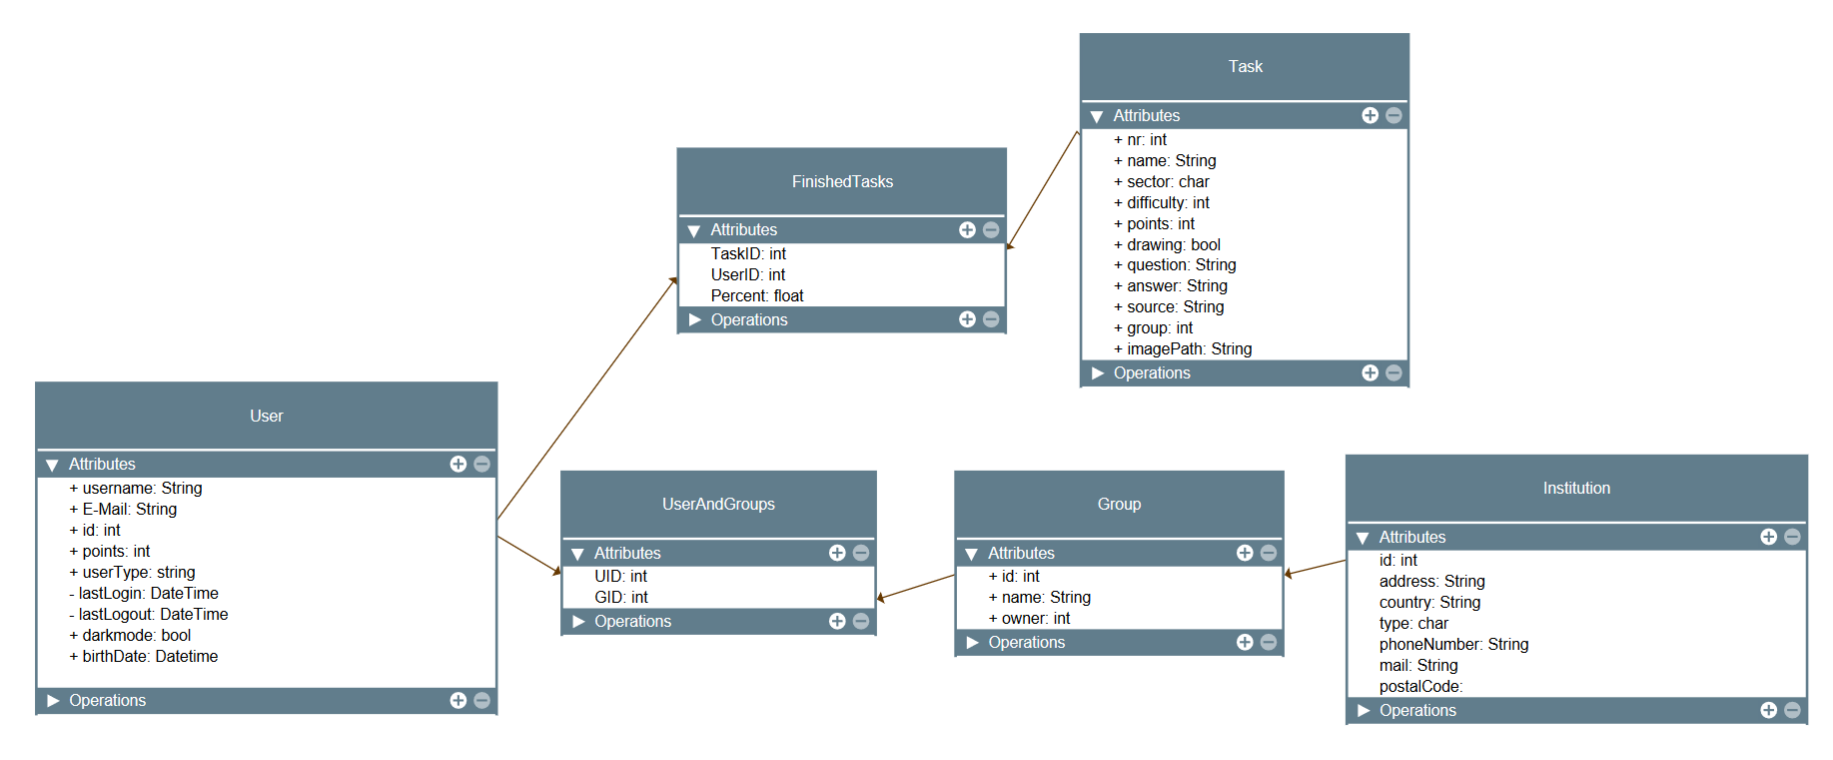 Task
Attributes
+ nr: int
+ name: String
+ sector: char
+ difficulty: int
+ points: int
+ drawing: bool
+ question: String
+ answer: String
+ source: String
+ group: int
+ imagePath: String
Operations
FinishedTasks
Attributes
TaskID: int
UserID: int
Percent: float
Operations
User
Attributes
+ username: String
+ E-Mail: String
+ id: int
+ points: int
+ userType: string
- lastLogin: DateTime
- lastLogout: DateTime
+ darkmode: bool
+ birthDate: Datetime
Operations
UserAndGroups
Attributes
UID: int
GID: int
Operations
Group
Attributes
+ id: int
+ name: String
+ owner: int
Operations
Institution
Attributes
id: int
address: String
country: String
type: char
phoneNumber: String
mail: String
postalCode:
Operations